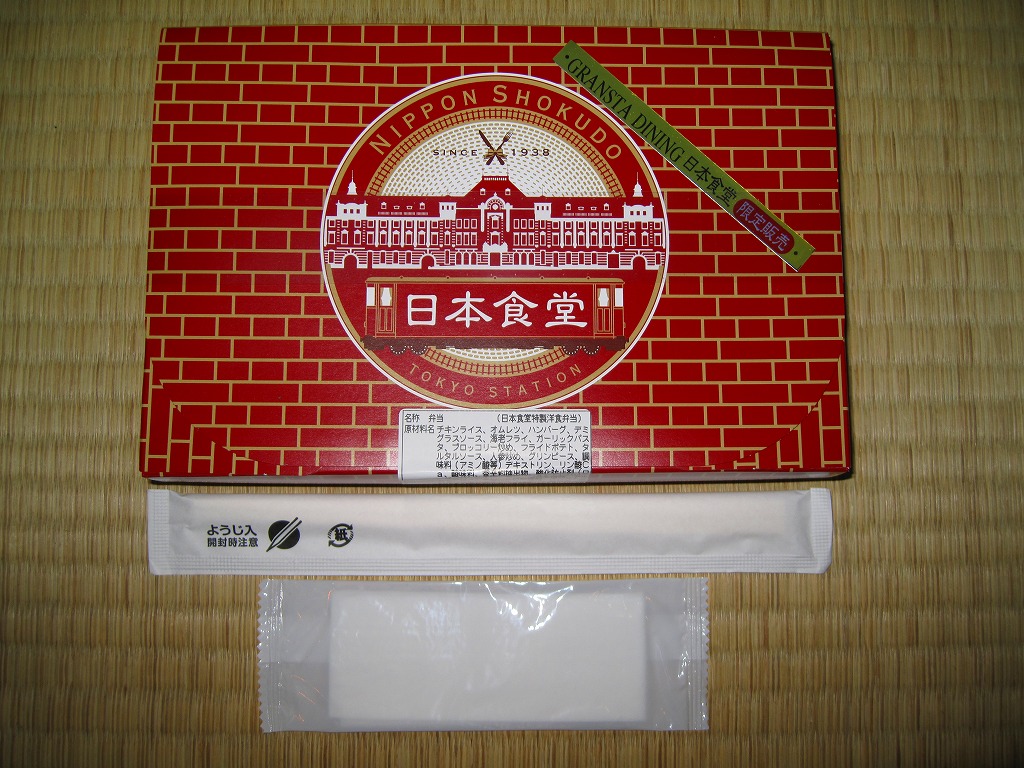 NIPPON SHOKUDO
SINCE 1938
日本食堂
TOKYO STATION
GRANSTA DINING 日本食堂 限定販売
名称 弁当 (日本食堂特製洋食弁当)
原材料名 チキンライス、オムレツ、ハンバーグ、デミ
グラスソース、海老フライ、ガーリックパス
タ、ブロッコリー炒め、フライドポテト、タ
ルタルソース、人参炒め、グリンピース、調
味料(アミノ酸等)デキストリン、リン酸C
ようじ入
開封時注意
紙